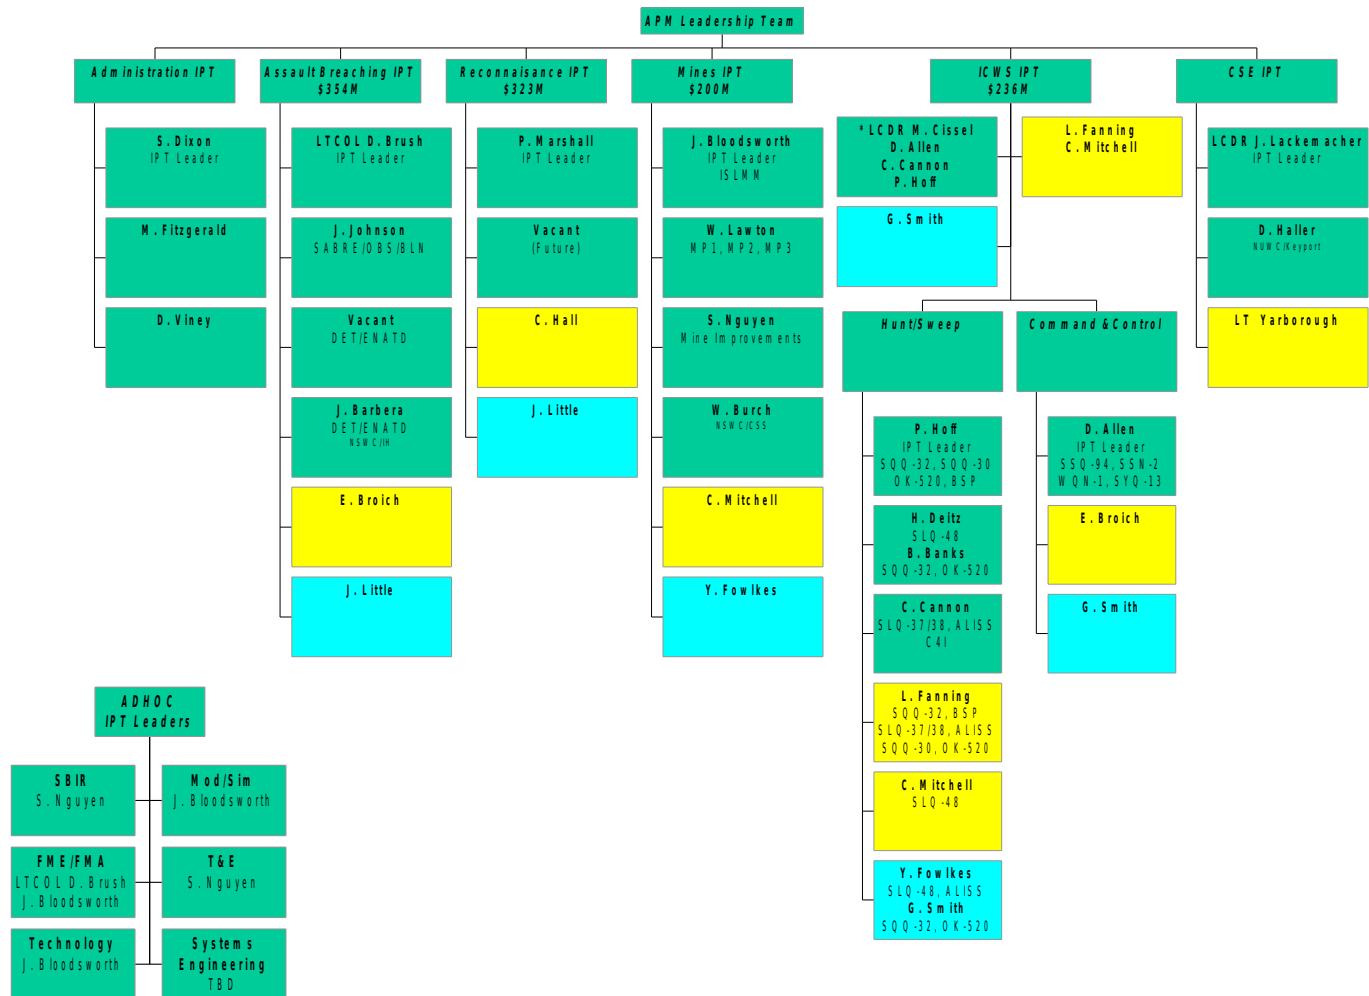 APM Leadership Team
Administration IPT
S. Dixon
IPT Leader
M. Fitzgerald
D. Viney
Assault Breaching IPT
$354M
LTCOL D. Brush
IPT Leader
J. Johnson
SABRE/OBS/BLN
Vacant
DET/ENATD
J. Barbera
DET/ENATD
NSWC/IH
E. Broich
J. Little
Reconnaisance IPT
$323M
P. Marshall
IPT Leader
Vacant
(Future)
C. Hall
J. Little
Mines IPT
$200M
J. Bloodsworth
IPT Leader
ISLMM
W. Lawton
MP1, MP2, MP3
S. Nguyen
Mine Improvements
W. Burch
NSWC/CSS
C. Mitchell
Y. Fowlkes
ICWS IPT
$236M
*LCDR M. Cissel
D. Allen
C. Cannon
P. Hoff
L. Fanning
C. Mitchell
G. Smith
Hunt/Sweep
P. Hoff
IPT Leader
SQQ-32, SQQ-30
OK-520, BSP
H. Deitz
SLQ-48
B. Banks
SQQ-32, OK-520
C. Cannon
SLQ-37/38, ALISS
C4I
L. Fanning
SQQ-32, BSP
SLQ-37/38, ALISS
SQQ-30, OK-520
C. Mitchell
SLQ-48
Y. Fowlkes
SLQ-48, ALISS
G. Smith
SQQ-32, OK-520
Command & Control
D. Allen
IPT Leader
SSQ-94, SSN-2
WQN-1, SYQ-13
E. Broich
G. Smith
CSE IPT
LCDR J. Lackemacher
IPT Leader
D. Haller
NUWC/Keyport
LT Yarborough
ADHOC
IPT Leaders
SBIR
S. Nguyen
Mod/Sim
J. Bloodsworth
FME/FMA
LTCOL D. Brush
J. Bloodsworth
T&E
S. Nguyen
Technology
J. Bloodsworth
Systems
Engineering
TBD